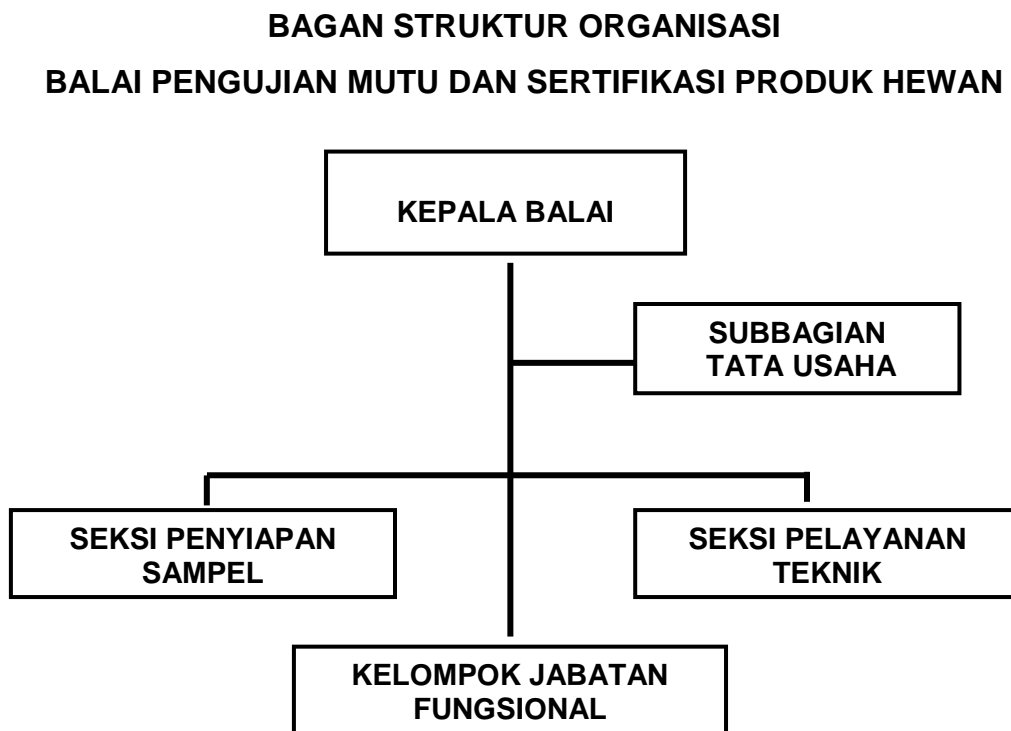 BAGAN STRUKTUR ORGANISASI
BALAI PENGUJIAN MUTU DAN SERTIFIKASI PRODUK HEWAN
KEPALA BALAI
SUBBAGIAN
TATA USAHA
SEKSI PENYIAPAN
SAMPEL
SEKSI PELAYANAN
TEKNIK
KELOMPOK JABATAN
FUNGSIONAL